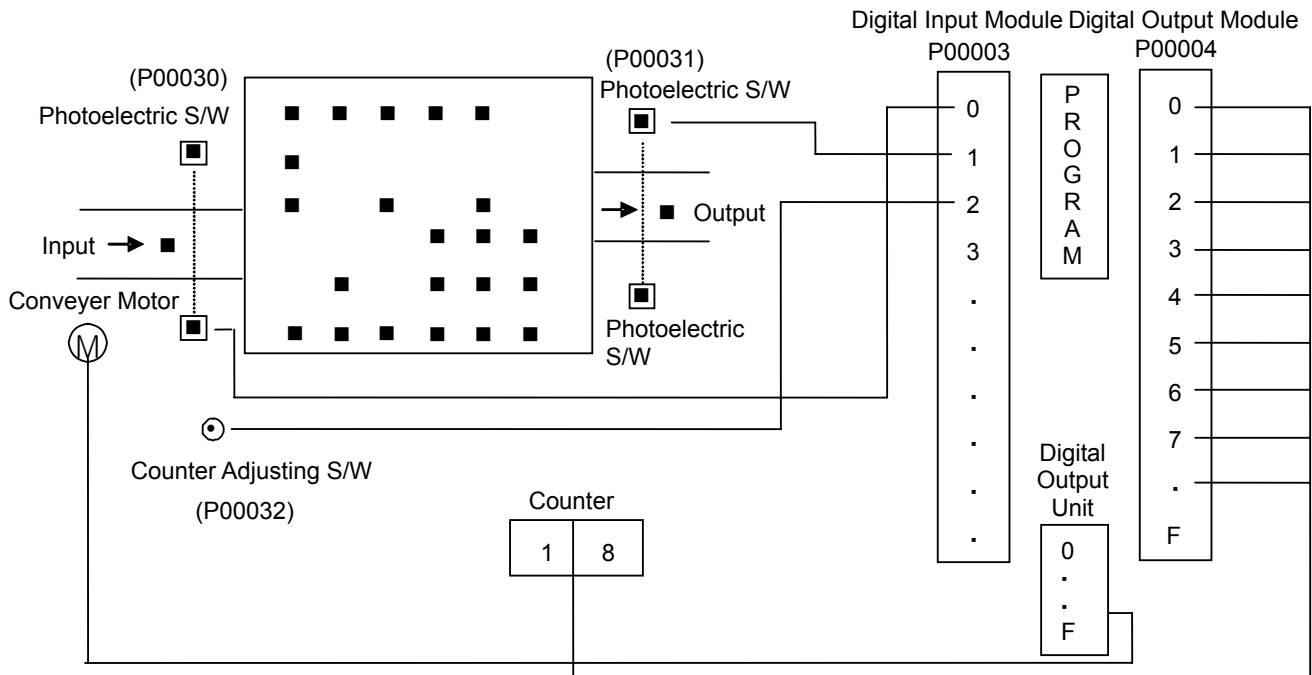 Digital Input Module Digital Output Module
P00003
P00004
(P00030)
Photoelectric S/W
(P00031)
Photoelectric S/W
Input
Output
Conveyer Motor
M
Photoelectric
S/W
Counter Adjusting S/W
(P00032)
Counter
1 8
0
1
2
3
.
.
.
.
.
.
P
R
O
G
R
A
M
Digital
Output
Unit
0
.
.
F
0
1
2
3
4
5
6
7
.
F